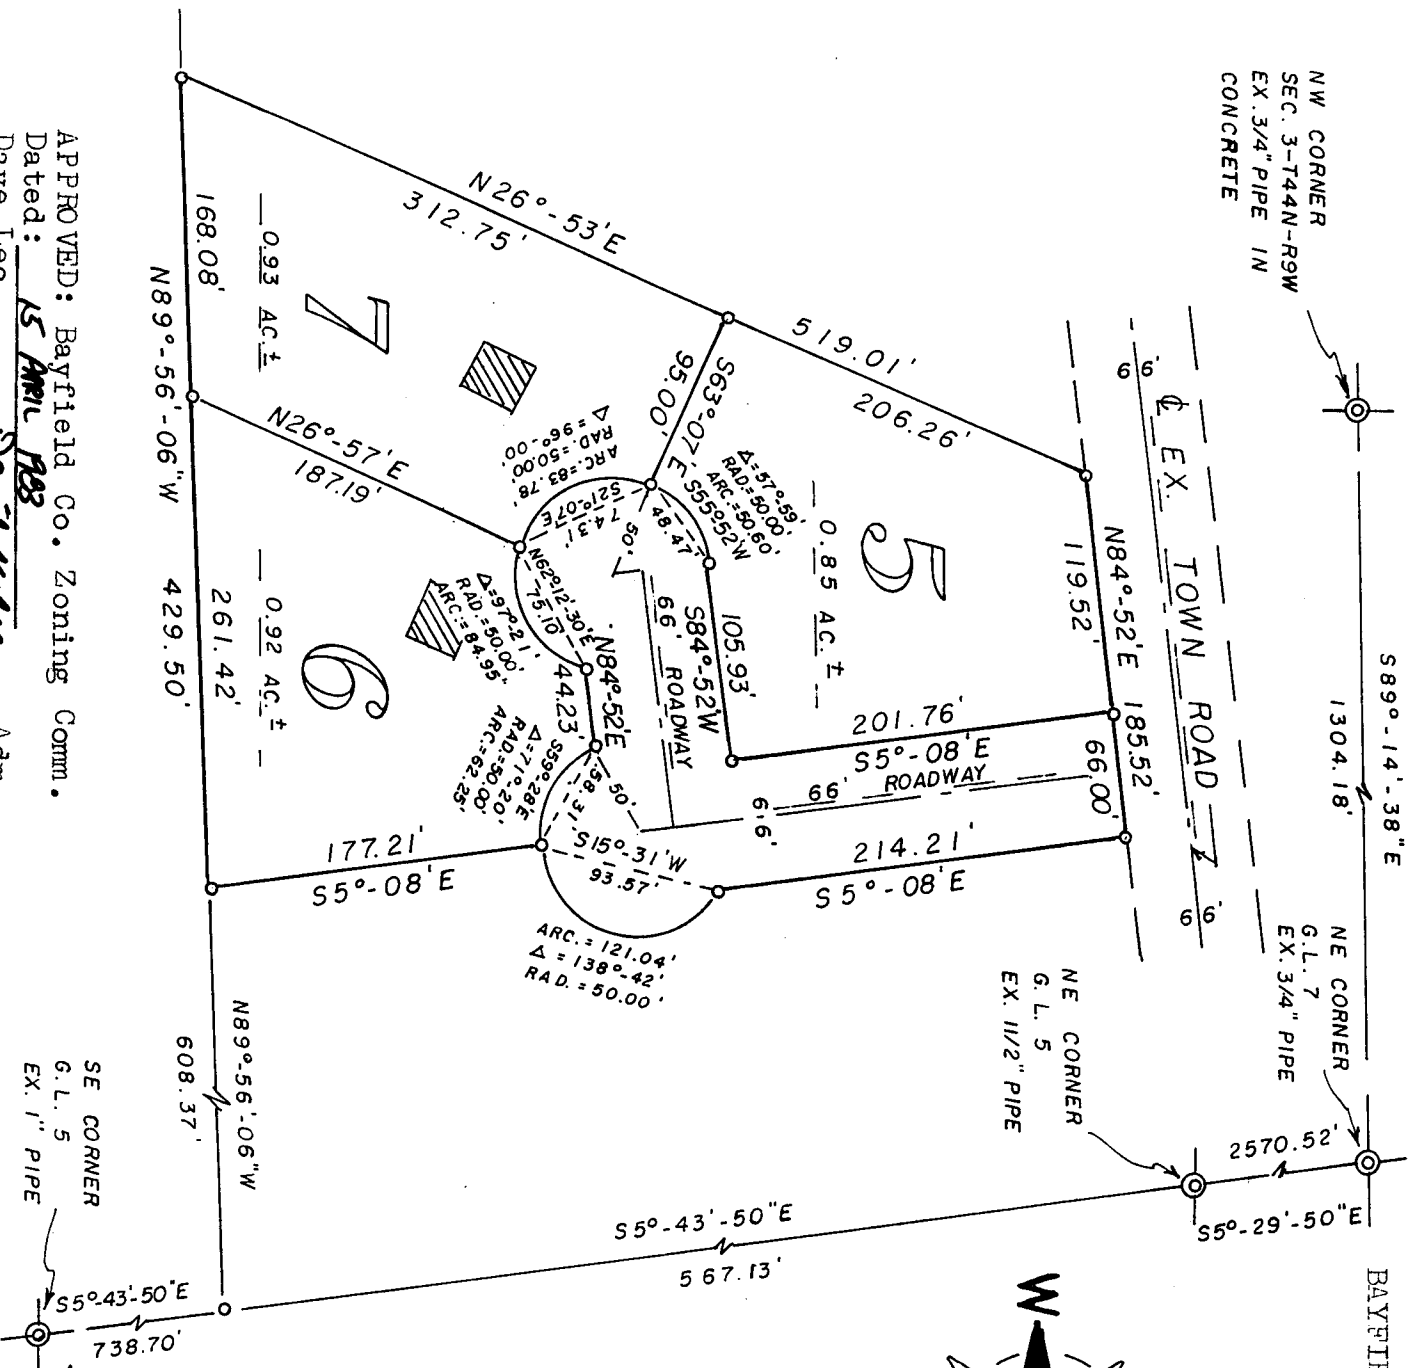 NW CORNER
SEC. 3-T44N-R9W
EX. 3/4" PIPE IN
CONCRETE
S89°-14'-38"E
1304.18'
NE CORNER
G.L. 7
EX. 3/4" PIPE
2570.52'
S5°-29'-50"E
BAYFI
66'
℄ EX. TOWN ROAD
66'
NE CORNER
G.L. 5
EX. 1 1/2" PIPE
N84°-52'E 185.52'
119.52'
66.00'
519.01'
206.26'
5
0.85 AC.±
201.76'
S5°-08'E
ROADWAY
66'
66'
214.21'
S5°-08'E
S63°-07'E
95.00'
Δ=57°-59'
RAD.=50.00'
ARC.=50.60'
S55°-52'W
48.47'
50'
105.93'
S84°-52'W
66' ROADWAY
N26°-53'E
312.75'
7
0.93 AC.±
168.08'
N89°-56'-06"W 429.50'
N26°-57'E
187.19'
ARC.=83.78'
RAD.=50.00'
Δ=96°-00'
S21°-07'E
74.31'
N62°-12'-30"E
75.10'
Δ=97°-21'
RAD.=50.00'
ARC.=84.95'
N84°-52'E
44.23'
S59°-28'E
58.31'
50'
Δ=71°-20'
RAD.=50.00'
ARC.=62.25'
S15°-31'W
93.57'
ARC.=121.04'
Δ=138°-42'
RAD.=50.00'
6
0.92 AC.±
261.42'
177.21'
S5°-08'E
N89°-56'-06"W
608.37'
S5°-43'-50"E
567.13'
W
SE CORNER
G.L. 5
EX. 1" PIPE
S5°-43'-50"E
738.70'
APPROVED: Bayfield Co. Zoning Comm.
Dated: 15 APRIL 1983
Dave Lee Adm